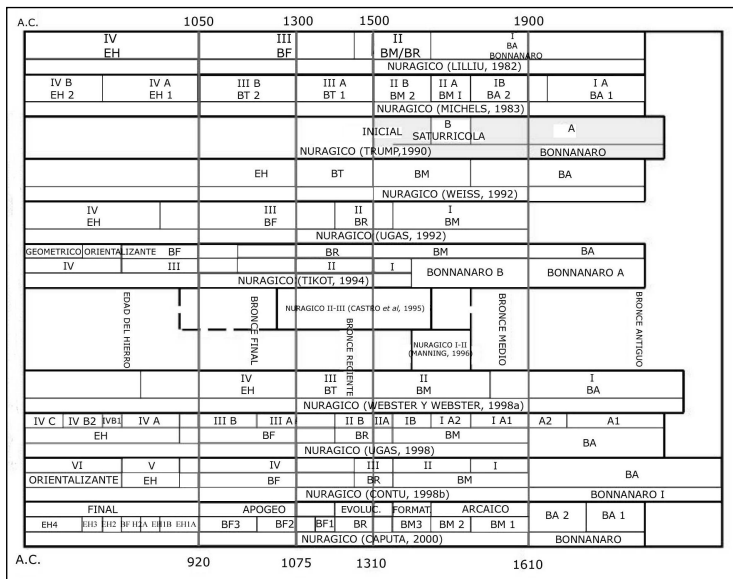 A.C. 1050 1300 1500 1900
IV III II I
EH BF BM/BR BA
BONNANARO
NURAGICO (LILLIU, 1982)
IV B IV A III B III A II B II A IB I A
EH 2 EH 1 BT 2 BT 1 BM 2 BM I BA 2 BA 1
NURAGICO (MICHELS, 1983)
INICIAL B A
SATURRICOLA
NURAGICO (TRUMP,1990) BONNANARO
EH BT BM BA
NURAGICO (WEISS, 1992)
IV III II I
EH BF BR BM
NURAGICO (UGAS, 1992)
GEOMETRICO ORIENTALIZANTE BF BR BM BA
IV III II I BONNANARO B BONNANARO A
NURAGICO (TIKOT, 1994)
EDAD DEL HIERRO
BRONCE FINAL
NURAGICO II-III (CASTRO et al, 1995)
BRONCE RECIENTE
NURAGICO I-II
(MANNING, 1996)
BRONCE MEDIO
BRONCE ANTIGUO
IV III II I
EH BT BM BA
NURAGICO (WEBSTER Y WEBSTER, 1998a)
IV C IV B2 IVB1 IV A III B III A II B IIA IB I A2 I A1 A2 A1
EH BF BR BM BA
NURAGICO (UGAS, 1998)
VI V IV III II I
ORIENTALIZANTE EH BF BR BM BA
NURAGICO (CONTU, 1998b) BONNANARO I
FINAL APOGEO EVOLUC. FORMAT. ARCAICO BA 2 BA 1
EH4 EH3 EH2 BF H2A EH1B EH1A BF3 BF2 BF1 BR BM3 BM 2 BM 1
NURAGICO (CAPUTA, 2000) BONNANARO
A.C. 920 1075 1310 1610